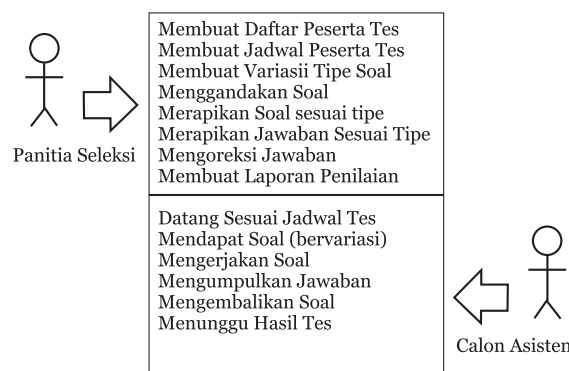 Membuat Daftar Peserta Tes
Membuat Jadwal Peserta Tes
Membuat Variasii Tipe Soal
Menggandakan Soal
Merapikan Soal sesuai tipe
Merapikan Jawaban Sesuai Tipe
Mengoreksi Jawaban
Membuat Laporan Penilaian
Panitia Seleksi
Datang Sesuai Jadwal Tes
Mendapat Soal (bervariasi)
Mengerjakan Soal
Mengumpulkan Jawaban
Mengembalikan Soal
Menunggu Hasil Tes
Calon Asisten